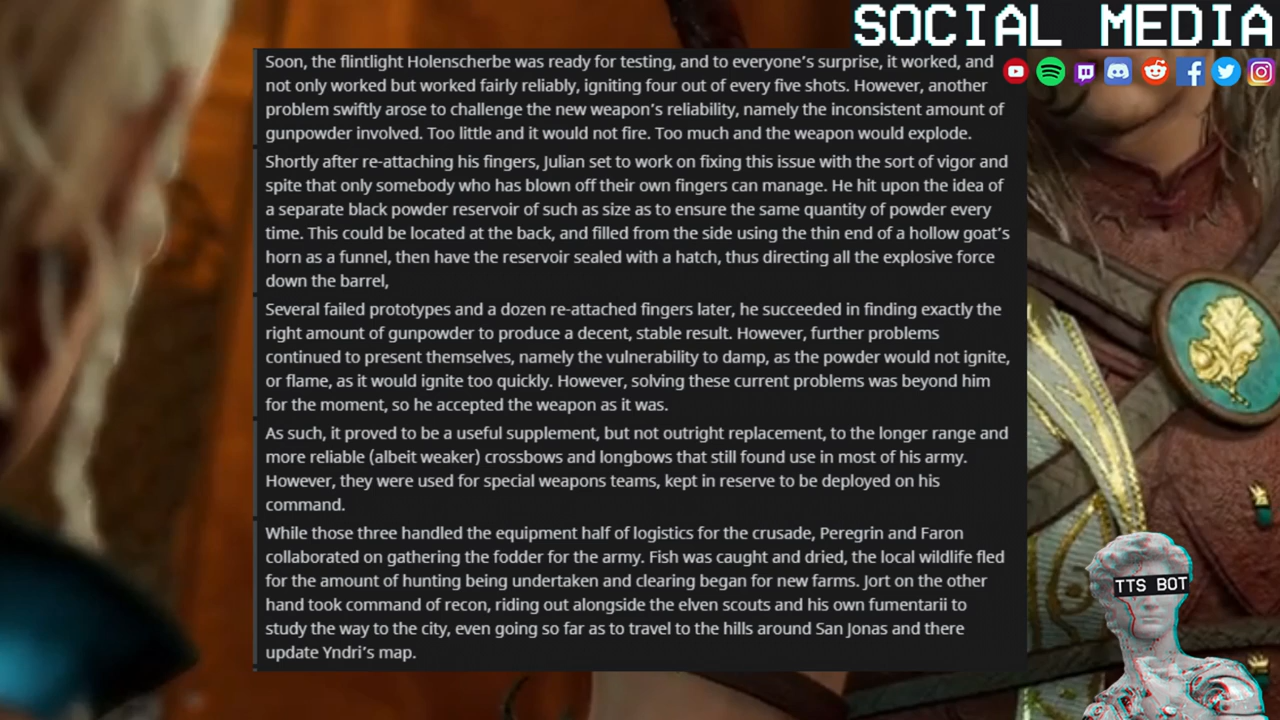 SOCIAL MEDIA
Soon, the flintlight Holenscherbe was ready for testing, and to everyone's surprise, it worked, and
not only worked but worked fairly reliably, igniting four out of every five shots. However, another
problem swiftly arose to challenge the new weapon's reliability, namely the inconsistent amount of
gunpowder involved. Too little and it would not fire. Too much and the weapon would explode.
Shortly after re-attaching his fingers, Julian set to work on fixing this issue with the sort of vigor and
spite that only somebody who has blown off their own fingers can manage. He hit upon the idea of
a separate black powder reservoir of such as size as to ensure the same quantity of powder every
time. This could be located at the back, and filled from the side using the thin end of a hollow goat's
horn as a funnel, then have the reservoir sealed with a hatch, thus directing all the explosive force
down the barrel,
Several failed prototypes and a dozen re-attached fingers later, he succeeded in finding exactly the
right amount of gunpowder to produce a decent, stable result. However, further problems
continued to present themselves, namely the vulnerability to damp, as the powder would not ignite,
or flame, as it would ignite too quickly. However, solving these current problems was beyond him
for the moment, so he accepted the weapon as it was.
As such, it proved to be a useful supplement, but not outright replacement, to the longer range and
more reliable (albeit weaker) crossbows and longbows that still found use in most of his army.
However, they were used for special weapons teams, kept in reserve to be deployed on his
command.
While those three handled the equipment half of logistics for the crusade, Peregrin and Faron
collaborated on gathering the fodder for the army. Fish was caught and dried, the local wildlife fled
for the amount of hunting being undertaken and clearing began for new farms. Jort on the other
hand took command of recon, riding out alongside the elven scouts and his own fumentarii to
study the way to the city, even going so far as to travel to the hills around San Jonas and there
update Yndri's map.
TTS BOT